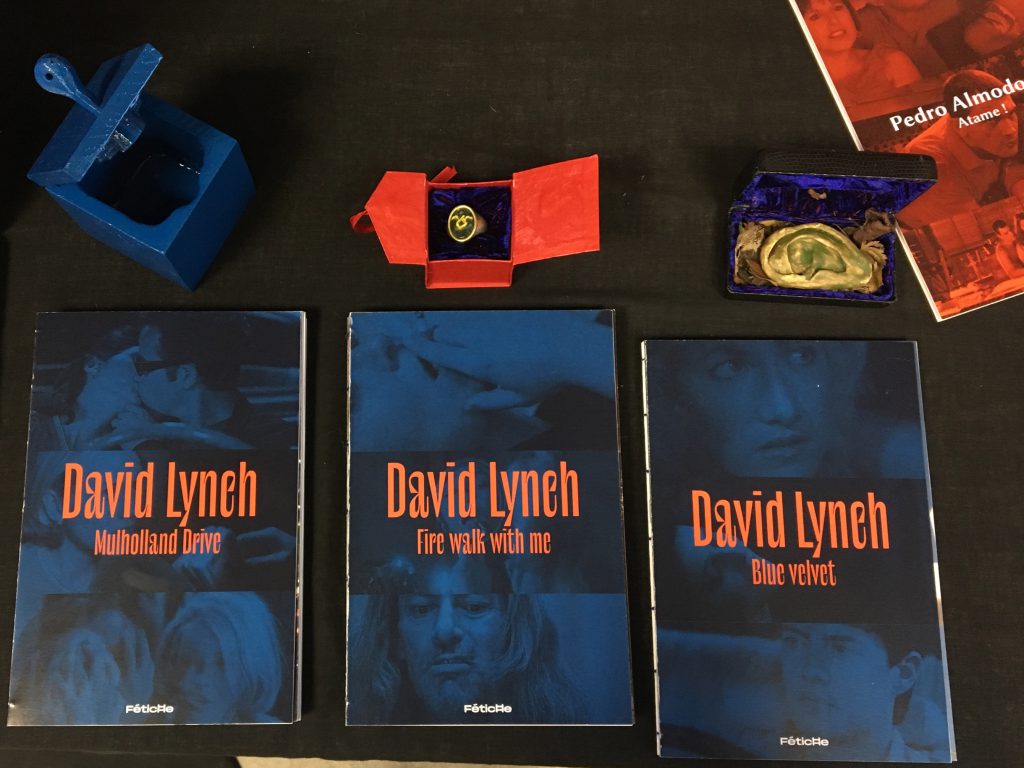 Pedro Almodo
Atame !
David Lynch
Mulholland Drive
Fétiche
David Lynch
Fire walk with me
Fétiche
David Lynch
Blue velvet
Fétiche